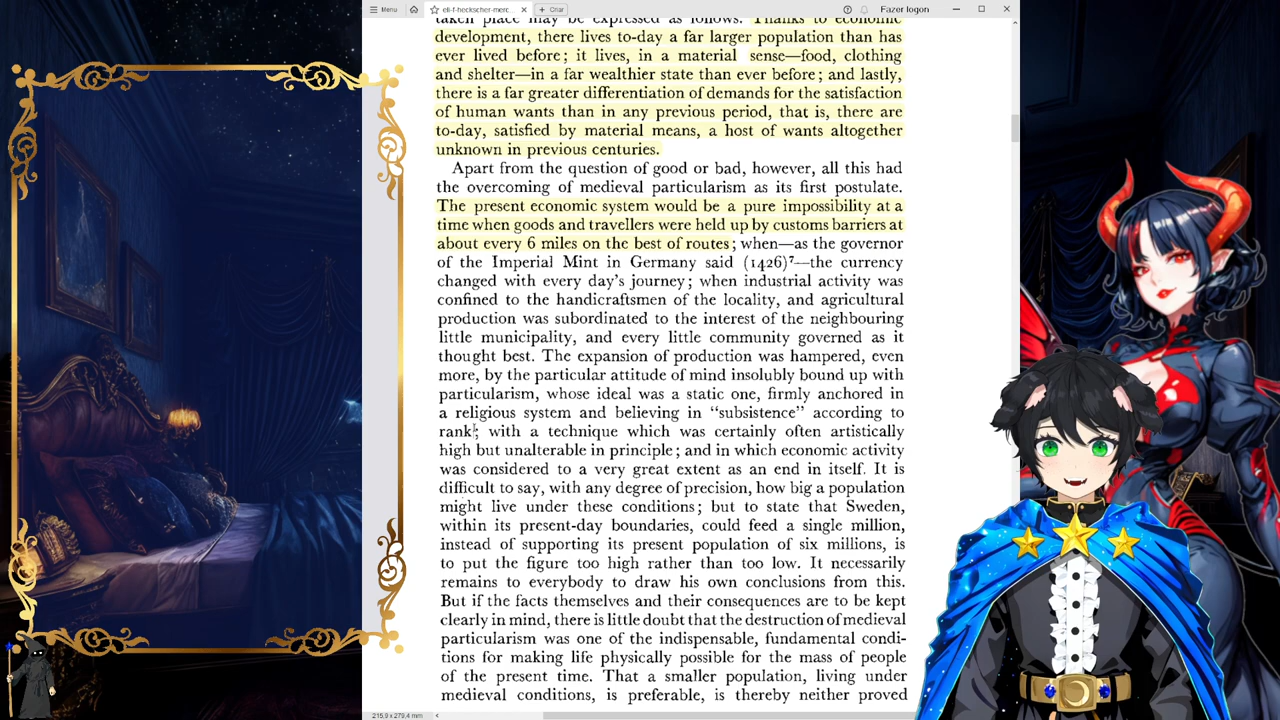 Menu
eli-f-heckscher-merc...
Criar
Fazer logon
taken place may be expressed as follows. Thanks to economic
development, there lives to-day a far larger population than has
ever lived before; it lives, in a material sense—food, clothing
and shelter—in a far wealthier state than ever before; and lastly,
there is a far greater differentiation of demands for the satisfaction
of human wants than in any previous period, that is, there are
to-day, satisfied by material means, a host of wants altogether
unknown in previous centuries.
Apart from the question of good or bad, however, all this had
the overcoming of medieval particularism as its first postulate.
The present economic system would be a pure impossibility at a
time when goods and travellers were held up by customs barriers at
about every 6 miles on the best of routes; when—as the governor
of the Imperial Mint in Germany said (1426)⁷—the currency
changed with every day's journey; when industrial activity was
confined to the handicraftsmen of the locality, and agricultural
production was subordinated to the interest of the neighbouring
little municipality, and every little community governed as it
thought best. The expansion of production was hampered, even
more, by the particular attitude of mind insolubly bound up with
particularism, whose ideal was a static one, firmly anchored in
a religious system and believing in "subsistence" according to
rank; with a technique which was certainly often artistically
high but unalterable in principle; and in which economic activity
was considered to a very great extent as an end in itself. It is
difficult to say, with any degree of precision, how big a population
might live under these conditions; but to state that Sweden,
within its present-day boundaries, could feed a single million,
instead of supporting its present population of six millions, is
to put the figure too high rather than too low. It necessarily
remains to everybody to draw his own conclusions from this.
But if the facts themselves and their consequences are to be kept
clearly in mind, there is little doubt that the destruction of medieval
particularism was one of the indispensable, fundamental condi-
tions for making life physically possible for the mass of people
of the present time. That a smaller population, living under
medieval conditions, is preferable, is thereby neither proved
215,9 x 279,4 mm